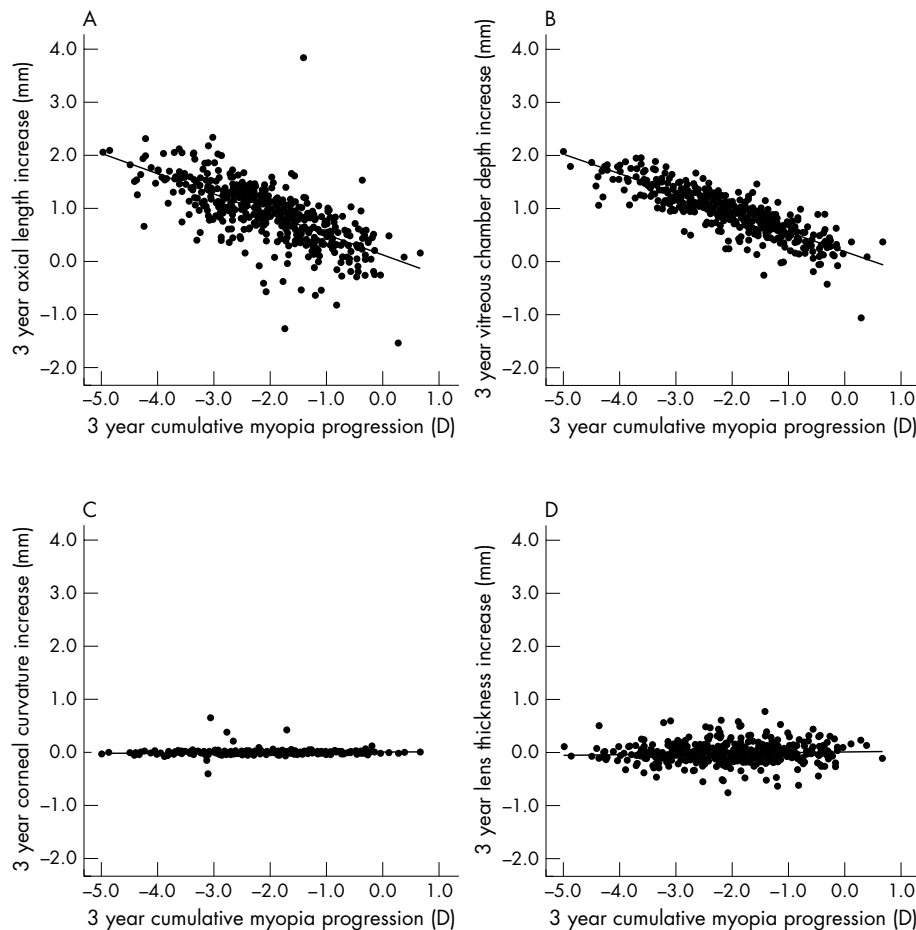 A
3 year axial length increase (mm)
4.0
3.0
2.0
1.0
0.0
–1.0
–2.0
–5.0 –4.0 –3.0 –2.0 –1.0 0.0 1.0
3 year cumulative myopia progression (D)
B
3 year vitreous chamber depth increase (mm)
4.0
3.0
2.0
1.0
0.0
–1.0
–2.0
–5.0 –4.0 –3.0 –2.0 –1.0 0.0 1.0
3 year cumulative myopia progression (D)
C
3 year corneal curvature increase (mm)
4.0
3.0
2.0
1.0
0.0
–1.0
–2.0
–5.0 –4.0 –3.0 –2.0 –1.0 0.0 1.0
3 year cumulative myopia progression (D)
D
3 year lens thickness increase (mm)
4.0
3.0
2.0
1.0
0.0
–1.0
–2.0
–5.0 –4.0 –3.0 –2.0 –1.0 0.0 1.0
3 year cumulative myopia progression (D)